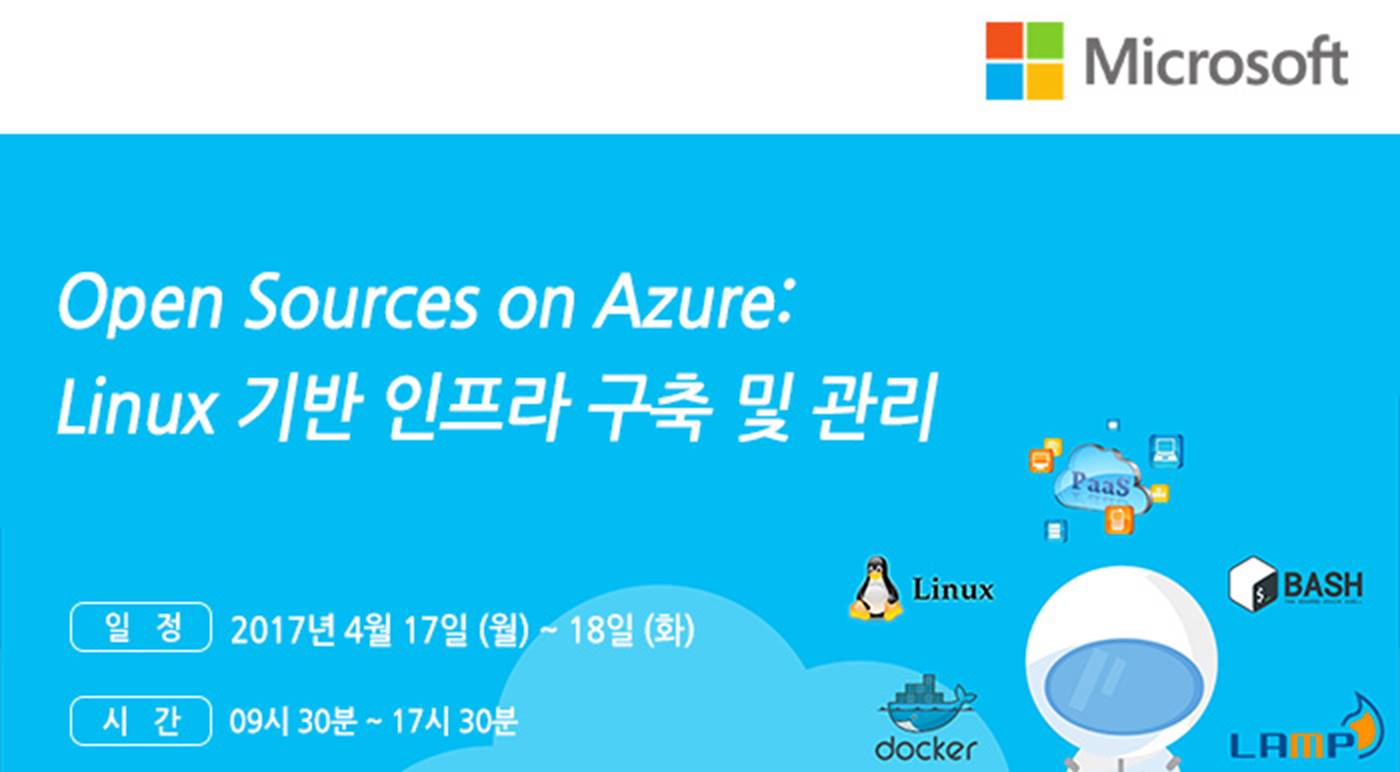 Microsoft
Open Sources on Azure:
Linux 기반 인프라 구축 및 관리
PaaS
Linux
BASH
일 정 2017년 4월 17일 (월) ~ 18일 (화)
시 간 09시 30분 ~ 17시 30분
docker
LAMP